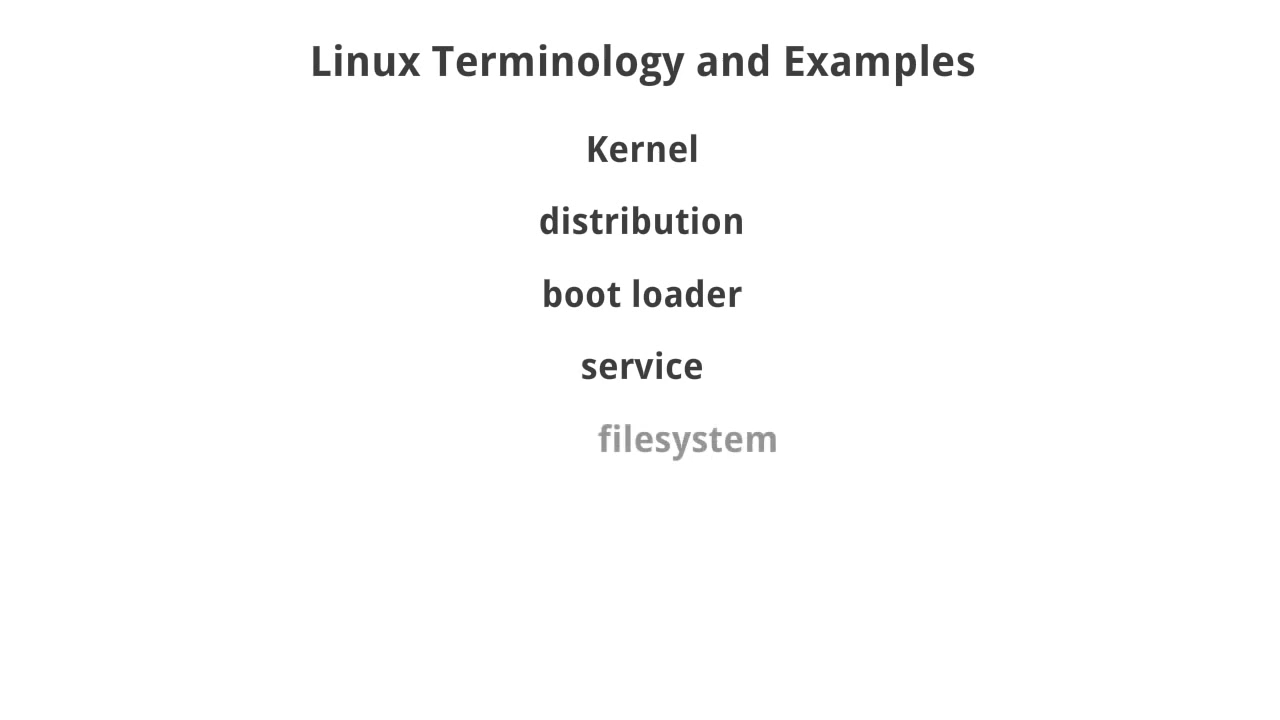 Linux Terminology and Examples
Kernel
distribution
boot loader
service
filesystem